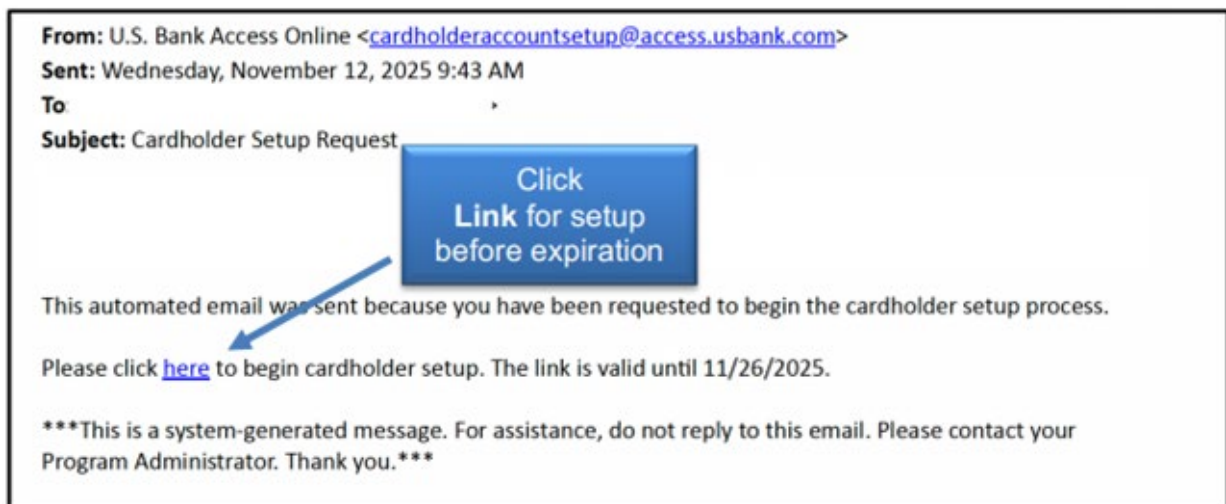 From: U.S. Bank Access Online <cardholderaccountsetup@access.usbank.com>
Sent: Wednesday, November 12, 2025 9:43 AM
To:
Subject: Cardholder Setup Request
Click
Link for setup
before expiration
This automated email was sent because you have been requested to begin the cardholder setup process.
Please click here to begin cardholder setup. The link is valid until 11/26/2025.
***This is a system-generated message. For assistance, do not reply to this email. Please contact your
Program Administrator. Thank you.***